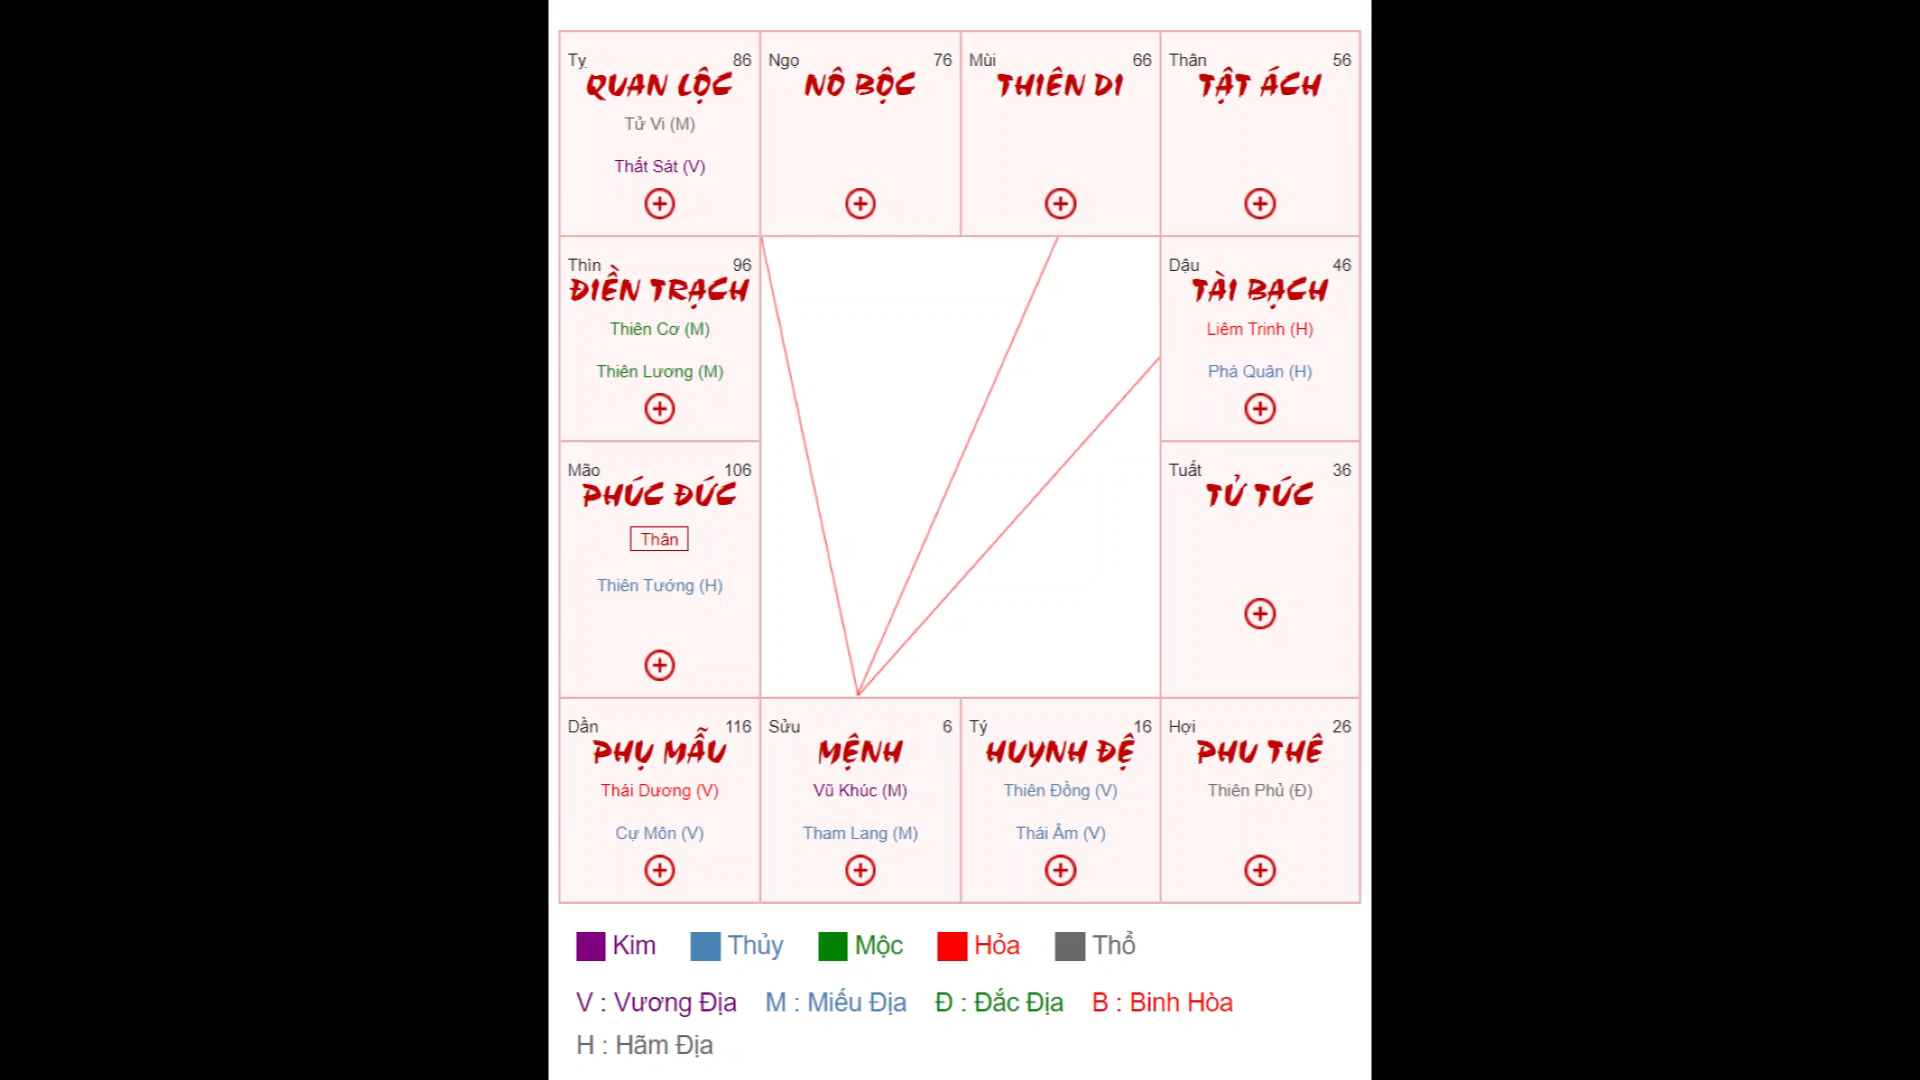 Tỵ 86
QUAN LỘC
Tử Vi (M)
Thất Sát (V)
Ngọ 76
NÔ BỘC
Mùi 66
THIÊN DI
Thân 56
TẬT ÁCH
Thìn 96
ĐIỀN TRẠCH
Thiên Cơ (M)
Thiên Lương (M)
Dậu 46
TÀI BẠCH
Liêm Trinh (H)
Phá Quân (H)
Mão 106
PHÚC ĐỨC
Thân
Thiên Tướng (H)
Tuất 36
TỬ TỨC
Dần 116
PHỤ MẪU
Thái Dương (V)
Cự Môn (V)
Sửu 6
MỆNH
Vũ Khúc (M)
Tham Lang (M)
Tý 16
HUYNH ĐỆ
Thiên Đồng (V)
Thái Âm (V)
Hợi 26
PHU THÊ
Thiên Phủ (Đ)
Kim Thủy Mộc Hỏa Thổ
V : Vương Địa M : Miếu Địa Đ : Đắc Địa B : Binh Hòa
H : Hãm Địa